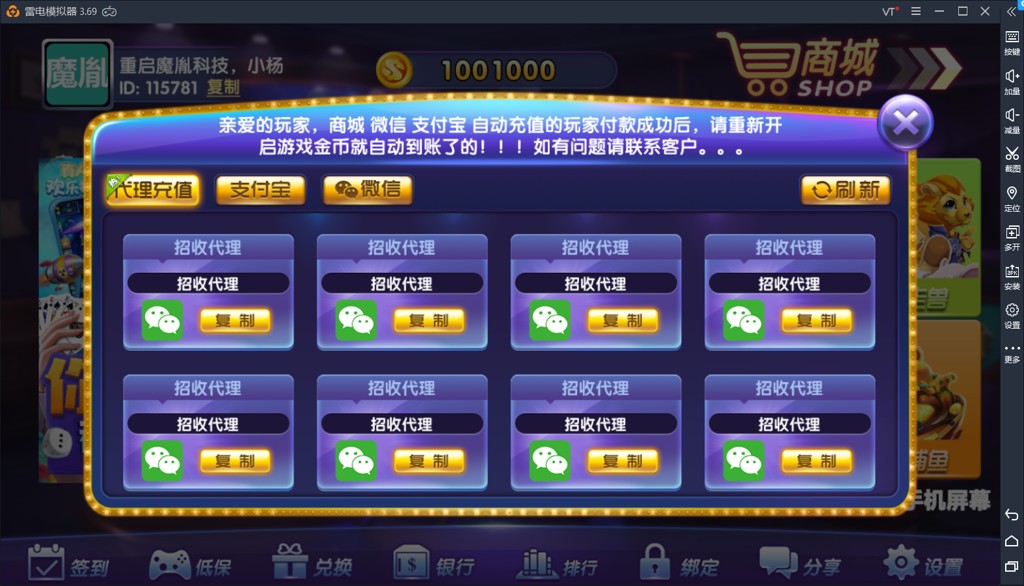 雷电模拟器 3.69
VT
魔胤
重启魔胤科技，小杨
ID: 115781 复制
1001000
商城
SHOP
亲爱的玩家，商城 微信 支付宝 自动充值的玩家付款成功后，请重新开
启游戏金币就自动到账了的！！！如有问题请联系客户。。。
代理充值 支付宝 微信 刷新
招收代理 招收代理 招收代理 招收代理
招收代理 招收代理 招收代理 招收代理
复制 复制 复制 复制
招收代理 招收代理 招收代理 招收代理
招收代理 招收代理 招收代理 招收代理
复制 复制 复制 复制
手机屏幕
签到 低保 兑换 银行 排行 绑定 分享 设置
按键
加量
减量
截图
定位
多开
安装
设置
更多